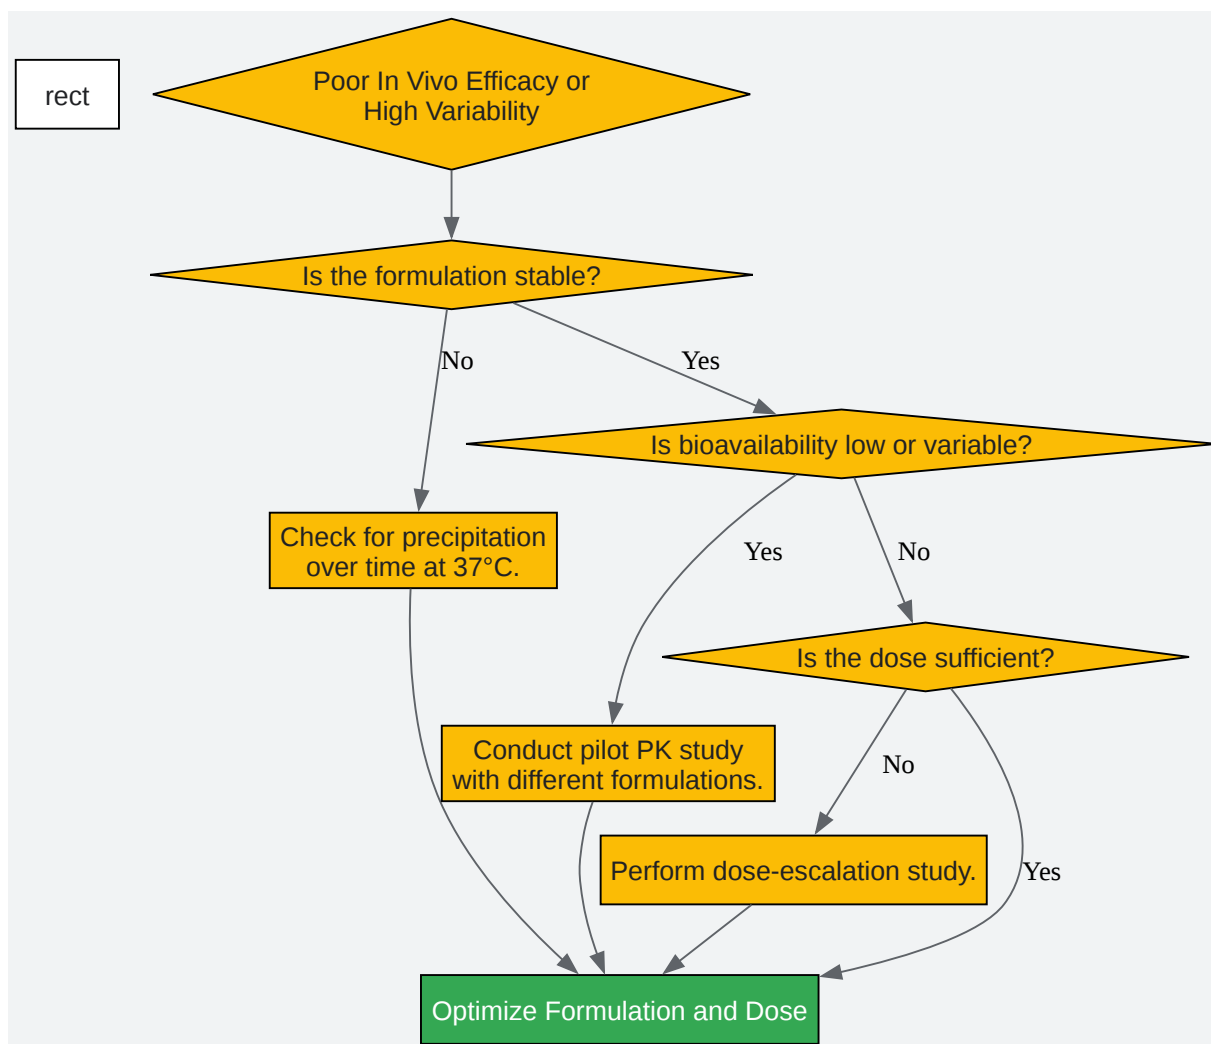 rect
Poor In Vivo Efficacy or
High Variability
Is the formulation stable?
No
Yes
Is bioavailability low or variable?
Check for precipitation
over time at 37°C.
Yes
No
Is the dose sufficient?
Conduct pilot PK study
with different formulations.
No
Perform dose-escalation study.
Yes
Optimize Formulation and Dose